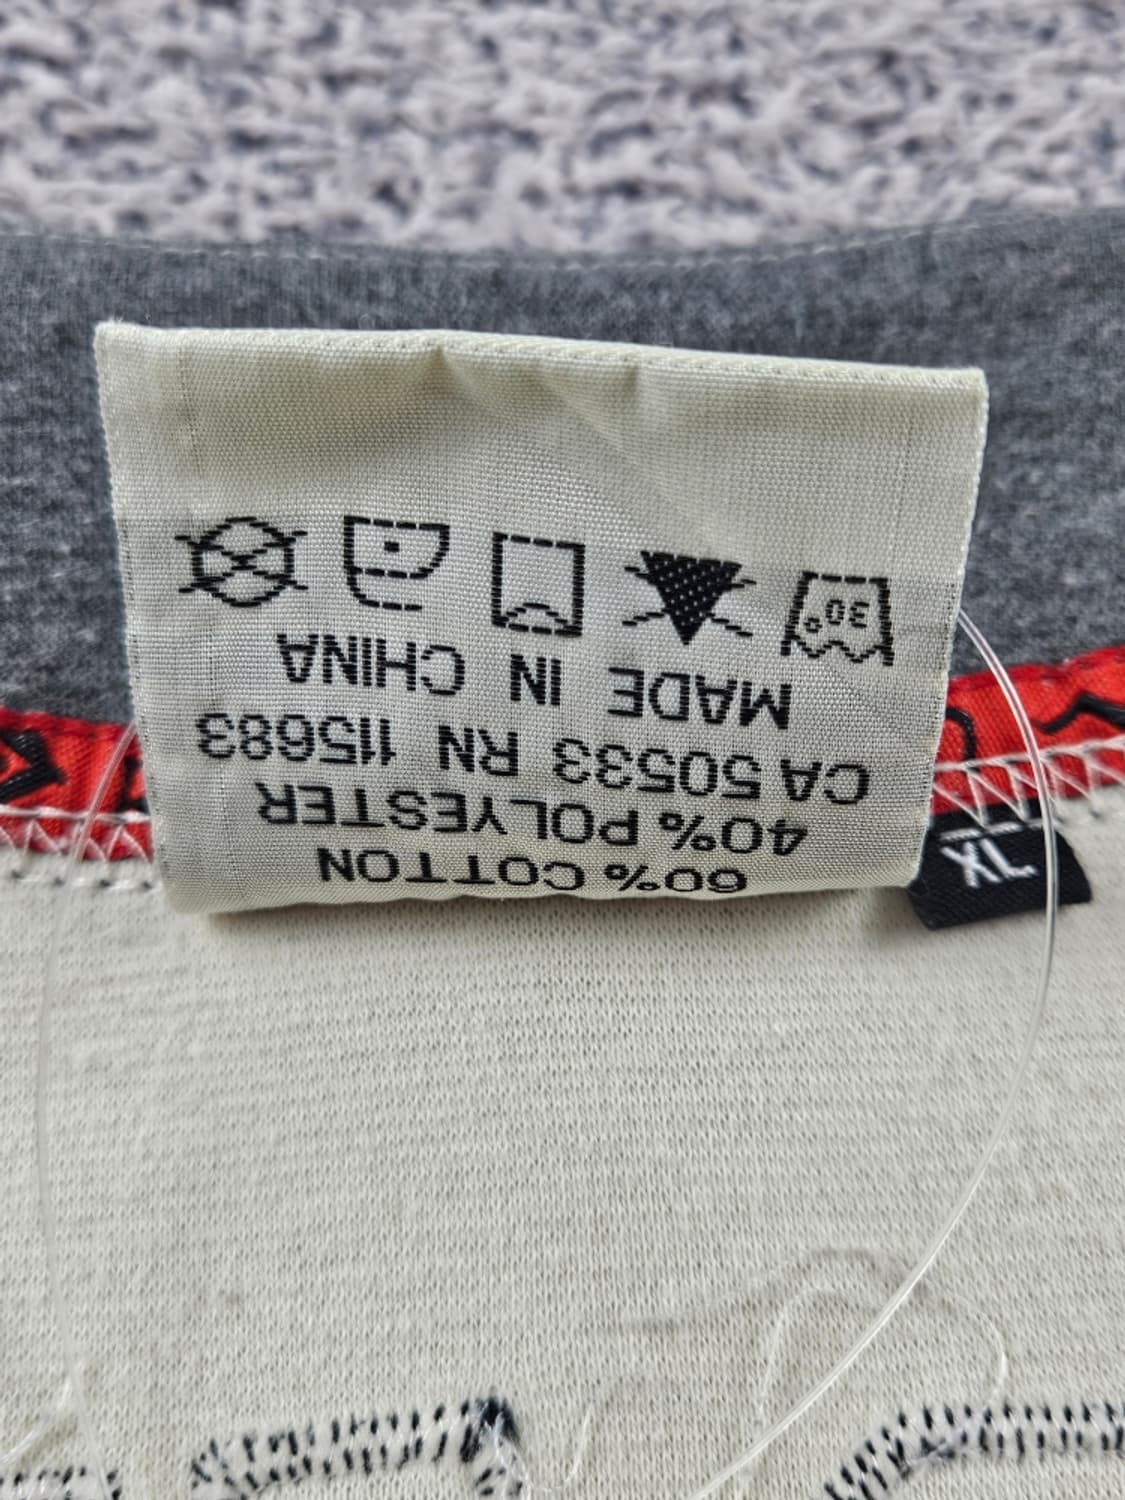 60% COTTON
40% POLYESTER
CA 50533 RN 115683
MADE IN CHINA
30°
XL